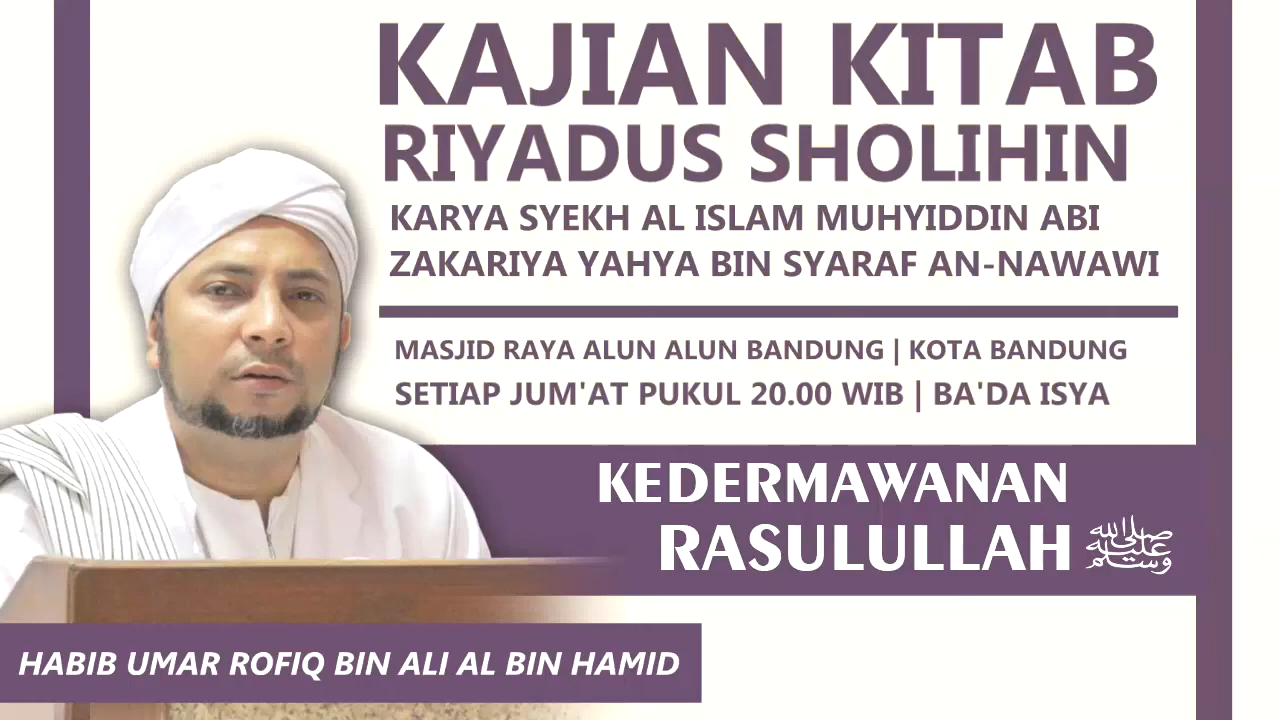 KAJIAN KITAB
RIYADUS SHOLIHIN
KARYA SYEKH AL ISLAM MUHYIDDIN ABI
ZAKARIYA YAHYA BIN SYARAF AN-NAWAWI
MASJID RAYA ALUN ALUN BANDUNG | KOTA BANDUNG
SETIAP JUM'AT PUKUL 20.00 WIB | BA'DA ISYA
KEDERMAWANAN
RASULULLAH ﷺ
HABIB UMAR ROFIQ BIN ALI AL BIN HAMID